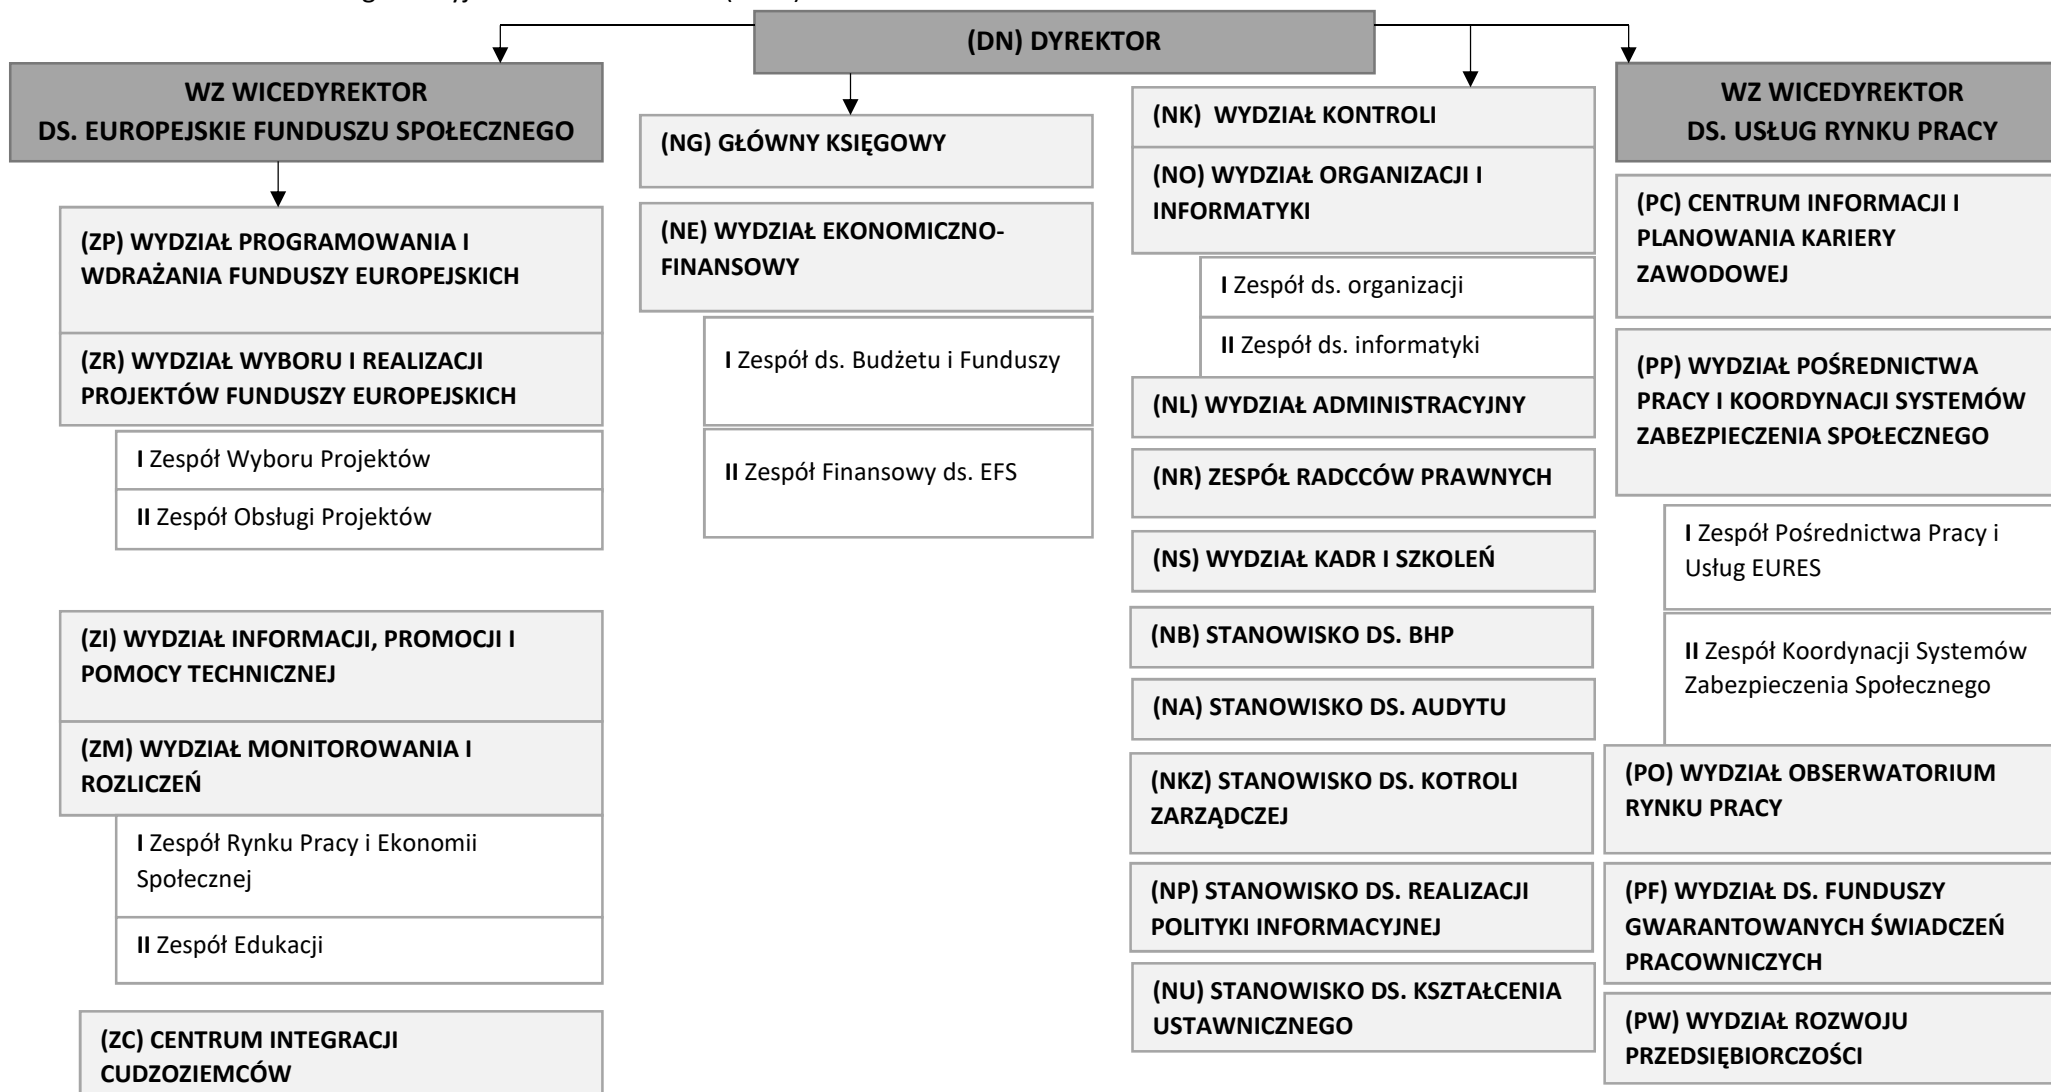 (DN) DYREKTOR
WZ WICEDYREKTOR
DS. EUROPEJSKIE FUNDUSZU SPOŁECZNEGO
(ZP) WYDZIAŁ PROGRAMOWANIA I
WDRAŻANIA FUNDUSZY EUROPEJSKICH
(ZR) WYDZIAŁ WYBORU I REALIZACJI
PROJEKTÓW FUNDUSZY EUROPEJSKICH
I Zespół Wyboru Projektów
II Zespół Obsługi Projektów
(ZI) WYDZIAŁ INFORMACJI, PROMOCJI I
POMOCY TECHNICZNEJ
(ZM) WYDZIAŁ MONITOROWANIA I
ROZLICZEŃ
I Zespół Rynku Pracy i Ekonomii
Społecznej
II Zespół Edukacji
(ZC) CENTRUM INTEGRACJI
CUDZOZIEMCÓW
(NG) GŁÓWNY KSIĘGOWY
(NE) WYDZIAŁ EKONOMICZNO-
FINANSOWY
I Zespół ds. Budżetu i Funduszy
II Zespół Finansowy ds. EFS
(NK) WYDZIAŁ KONTROLI
(NO) WYDZIAŁ ORGANIZACJI I
INFORMATYKI
I Zespół ds. organizacji
II Zespół ds. informatyki
(NL) WYDZIAŁ ADMINISTRACYJNY
(NR) ZESPÓŁ RADCCÓW PRAWNYCH
(NS) WYDZIAŁ KADR I SZKOLEŃ
(NB) STANOWISKO DS. BHP
(NA) STANOWISKO DS. AUDYTU
(NKZ) STANOWISKO DS. KOTROLI
ZARZĄDCZEJ
(NP) STANOWISKO DS. REALIZACJI
POLITYKI INFORMACYJNEJ
(NU) STANOWISKO DS. KSZTAŁCENIA
USTAWNICZNEGO
WZ WICEDYREKTOR
DS. USŁUG RYNKU PRACY
(PC) CENTRUM INFORMACJI I
PLANOWANIA KARIERY
ZAWODOWEJ
(PP) WYDZIAŁ POŚREDNICTWA
PRACY I KOORDYNACJI SYSTEMÓW
ZABEZPIECZENIA SPOŁECZNEGO
I Zespół Pośrednictwa Pracy i
Usług EURES
II Zespół Koordynacji Systemów
Zabezpieczenia Społecznego
(PO) WYDZIAŁ OBSERWATORIUM
RYNKU PRACY
(PF) WYDZIAŁ DS. FUNDUSZY
GWARANTOWANYCH ŚWIADCZEŃ
PRACOWNICZYCH
(PW) WYDZIAŁ ROZWOJU
PRZEDSIĘBIORCZOŚCI